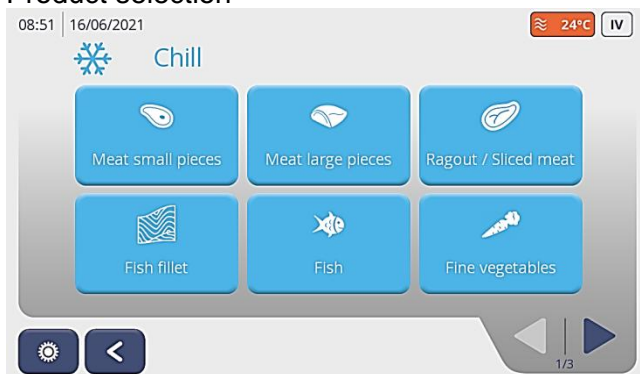 Product selection
08:51 16/06/2021 24°C IV
Chill
Meat small pieces Meat large pieces Ragout / Sliced meat
Fish fillet Fish Fine vegetables
1/3